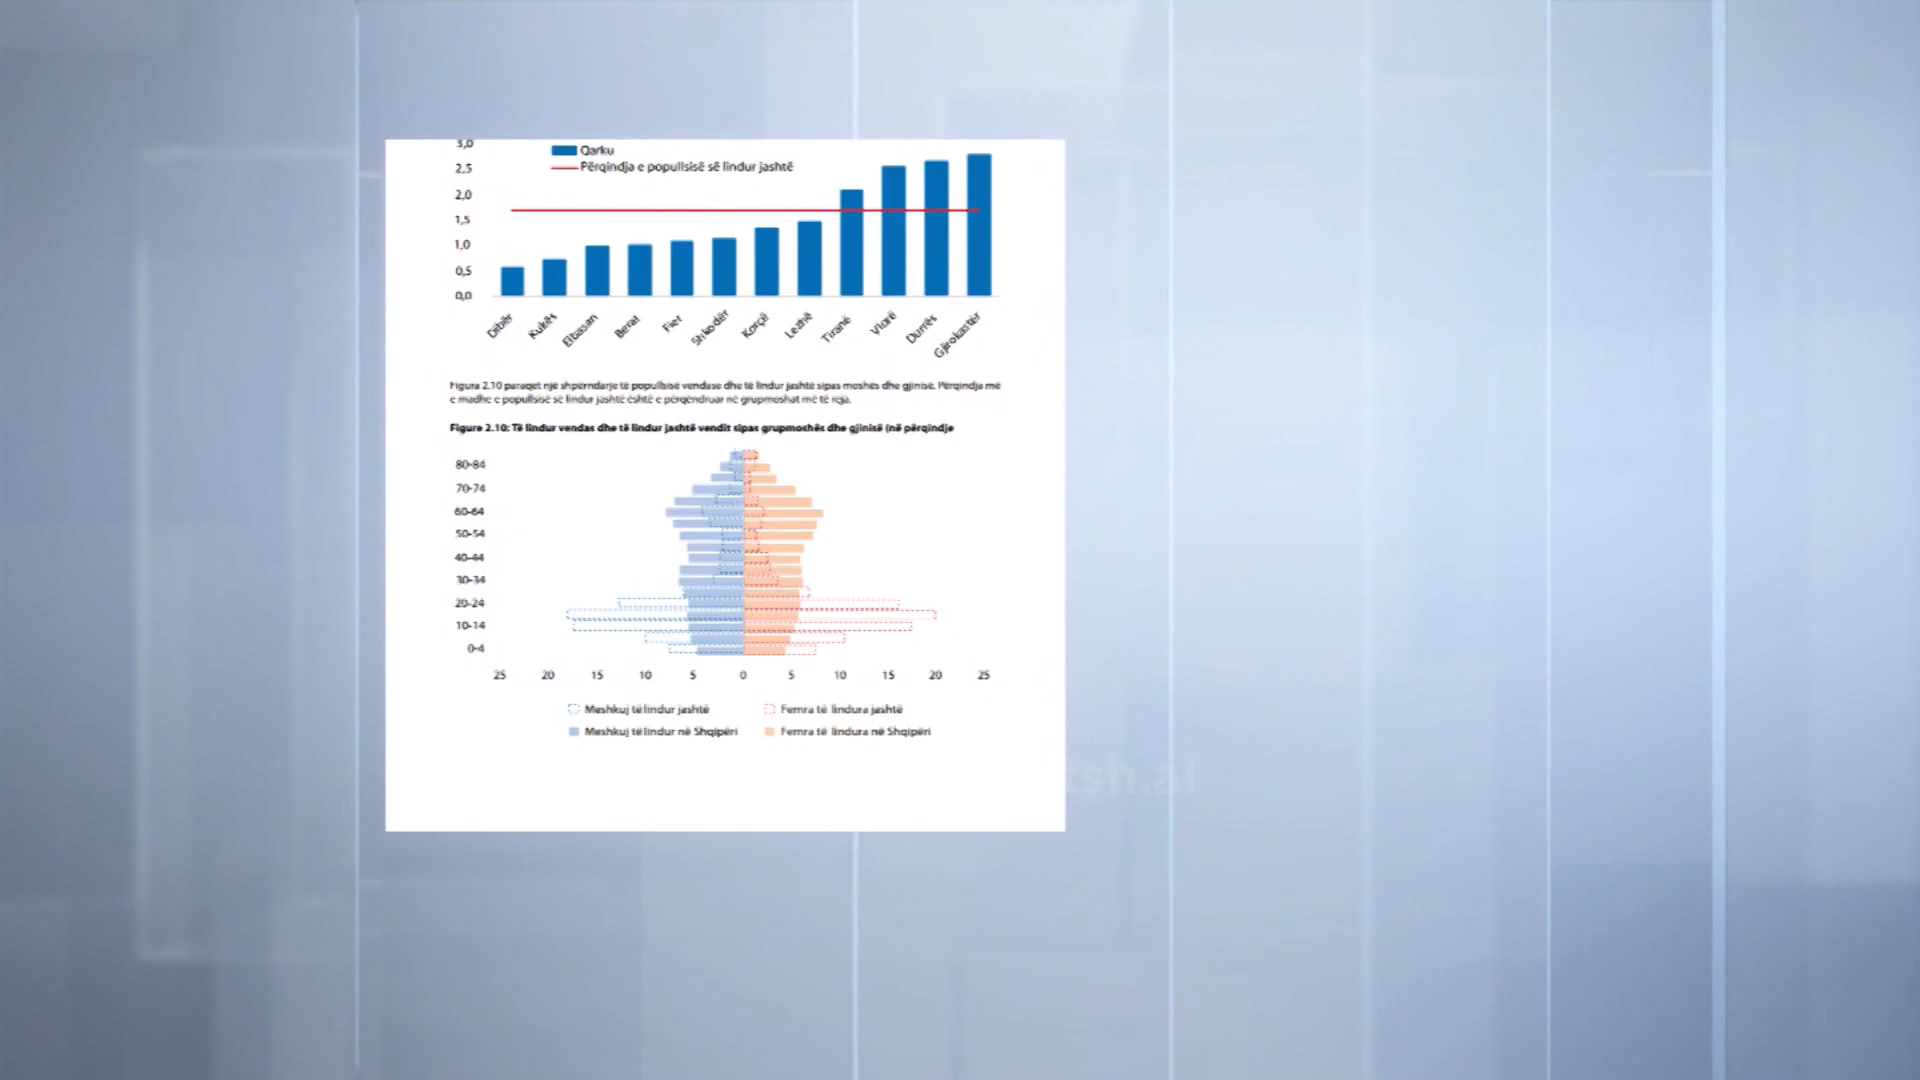 3,0
Qarku
2,5
Përqindja e popullsisë së lindur jashtë
2,0
1,5
1,0
0,5
0,0
Dibër
Kukës
Elbasan
Berat
Fier
Shkodër
Korçë
Lezhë
Tiranë
Vlorë
Durrës
Gjirokastër
Figura 2.10 paraqet një shpërndarje të popullsisë vendase dhe të lindur jashtë sipas moshës dhe gjinisë. Përqindja më
e madhe e popullsisë së lindur jashtë është e përqëndruar në grupmoshat më të reja.
Figure 2.10: Të lindur vendas dhe të lindur jashtë vendit sipas grupmoshës dhe gjinisë (në përqindje
80-84
70-74
60-64
50-54
40-44
30-34
20-24
10-14
0-4
25 20 15 10 5 0 5 10 15 20 25
Meshkuj të lindur jashtë
Femra të lindura jashtë
Meshkuj të lindur në Shqipëri
Femra të lindura në Shqipëri
sh.al